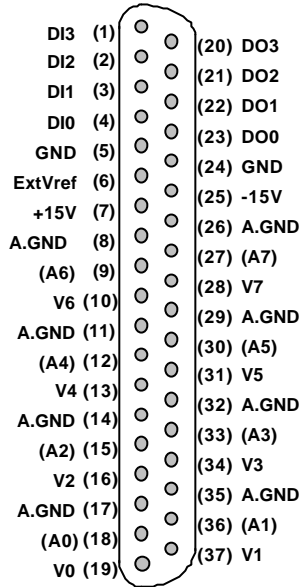 DI3 (1)
(20) DO3
DI2 (2)
(21) DO2
DI1 (3)
(22) DO1
DI0 (4)
(23) DO0
GND (5)
(24) GND
ExtVref (6)
(25) -15V
+15V (7)
(26) A.GND
A.GND (8)
(27) (A7)
(A6) (9)
(28) V7
V6 (10)
(29) A.GND
A.GND (11)
(30) (A5)
(A4) (12)
(31) V5
V4 (13)
(32) A.GND
A.GND (14)
(33) (A3)
(A2) (15)
(34) V3
V2 (16)
(35) A.GND
A.GND (17)
(36) (A1)
(A0) (18)
(37) V1
V0 (19)